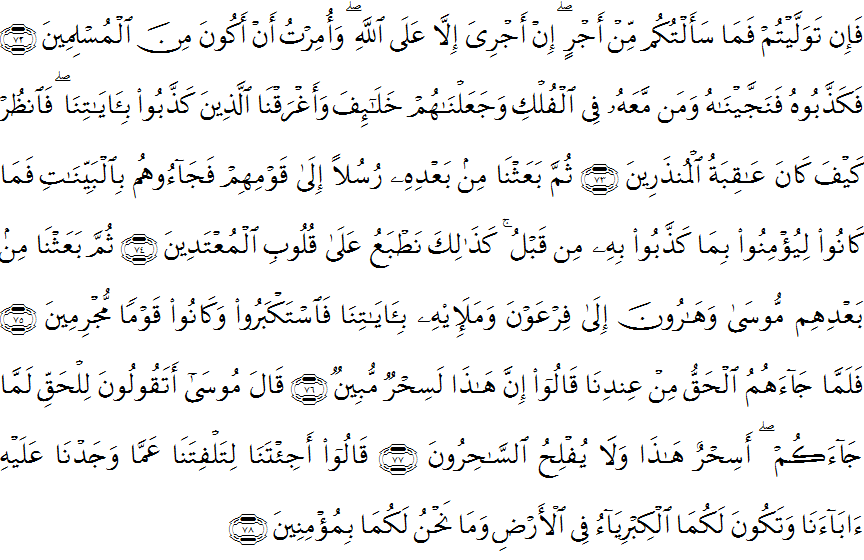 فَإِن تَوَلَّيْتُمْ فَمَا سَأَلْتُكُم مِّنْ أَجْرٍ ۖ إِنْ أَجْرِىَ إِلَّا عَلَى ٱللَّهِ ۖ وَأُمِرْتُ أَنْ أَكُونَ مِنَ ٱلْمُسْلِمِينَ ﴿٧٢﴾
فَكَذَّبُوهُ فَنَجَّيْنَـٰهُ وَمَن مَّعَهُۥ فِى ٱلْفُلْكِ وَجَعَلْنَـٰهُمْ خَلَـٰٓئِفَ وَأَغْرَقْنَا ٱلَّذِينَ كَذَّبُوا۟ بِـَٔايَـٰتِنَا ۖ فَٱنظُرْ
كَيْفَ كَانَ عَـٰقِبَةُ ٱلْمُنذَرِينَ ﴿٧٣﴾ ثُمَّ بَعَثْنَا مِنۢ بَعْدِهِۦ رُسُلًا إِلَىٰ قَوْمِهِمْ فَجَآءُوهُم بِٱلْبَيِّنَـٰتِ فَمَا
كَانُوا۟ لِيُؤْمِنُوا۟ بِمَا كَذَّبُوا۟ بِهِۦ مِن قَبْلُ ۚ كَذَٰلِكَ نَطْبَعُ عَلَىٰ قُلُوبِ ٱلْمُعْتَدِينَ ﴿٧٤﴾ ثُمَّ بَعَثْنَا مِنۢ
بَعْدِهِم مُّوسَىٰ وَهَـٰرُونَ إِلَىٰ فِرْعَوْنَ وَمَلَإِي۟هِۦ بِـَٔايَـٰتِنَا فَٱسْتَكْبَرُوا۟ وَكَانُوا۟ قَوْمًا مُّجْرِمِينَ ﴿٧٥﴾
فَلَمَّا جَآءَهُمُ ٱلْحَقُّ مِنْ عِندِنَا قَالُوٓا۟ إِنَّ هَـٰذَا لَسِحْرٌ مُّبِينٌ ﴿٧٦﴾ قَالَ مُوسَىٰٓ أَتَقُولُونَ لِلْحَقِّ لَمَّا
جَآءَكُمْ ۖ أَسِحْرٌ هَـٰذَا وَلَا يُفْلِحُ ٱلسَّـٰحِرُونَ ﴿٧٧﴾ قَالُوٓا۟ أَجِئْتَنَا لِتَلْفِتَنَا عَمَّا وَجَدْنَا عَلَيْهِ
ءَابَآءَنَا وَتَكُونَ لَكُمَا ٱلْكِبْرِيَآءُ فِى ٱلْأَرْضِ وَمَا نَحْنُ لَكُمَا بِمُؤْمِنِينَ ﴿٧٨﴾